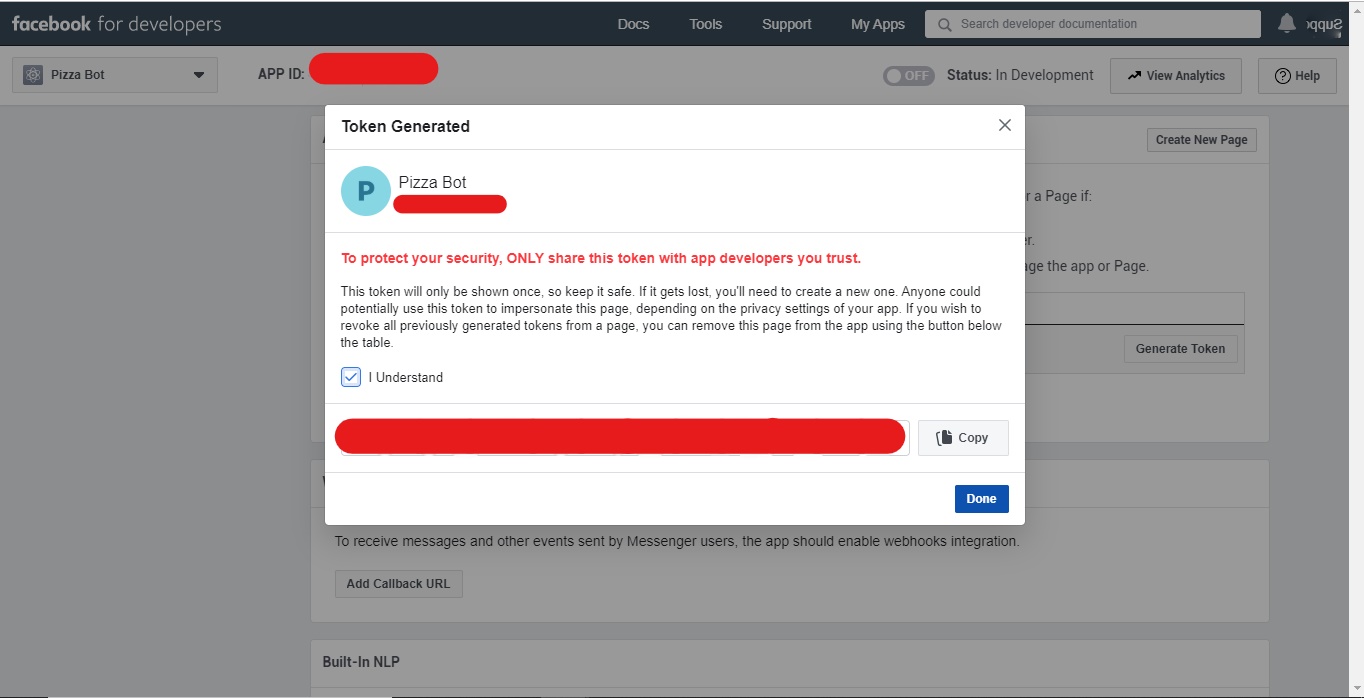 facebook for developers Docs Tools Support My Apps Search developer documentation
Pizza Bot APP ID: OFF Status: In Development View Analytics Help
Token Generated
Create New Page
P Pizza Bot
r a Page if:
To protect your security, ONLY share this token with app developers you trust.
r.
age the app or Page.
This token will only be shown once, so keep it safe. If it gets lost, you'll need to create a new one. Anyone could
potentially use this token to impersonate this page, depending on the privacy settings of your app. If you wish to
revoke all previously generated tokens from a page, you can remove this page from the app using the button below
the table.
Generate Token
I Understand
Copy
Done
To receive messages and other events sent by Messenger users, the app should enable webhooks integration.
Add Callback URL
Built-In NLP